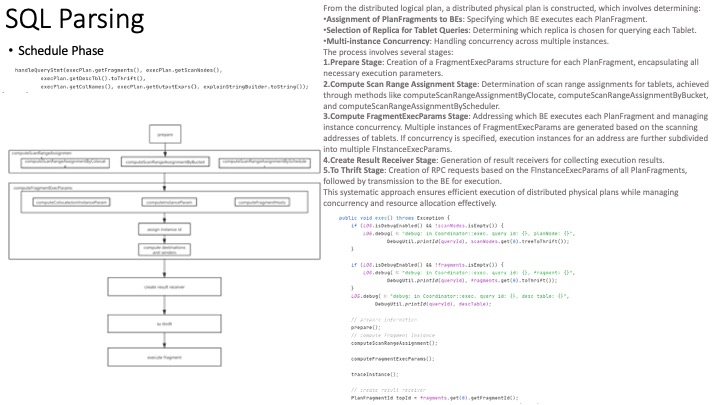 SQL Parsing
• Schedule Phase
handleQueryStmt(execPlan.getFragments(), execPlan.getScanNodes(),
execPlan.getDescTbl().toThrift(),
execPlan.getColNames(), execPlan.getOutputExprs(), explainStringBuilder.toString());
prepare
computeScanRangeAssignmen
computeScanRangeAssignmentByColocat
computeScanRangeAssignmentByBucket
computeScanRangeAssignmentBySchedule
computeFragmentExecParams
computeColocateJoinInstanceParam
assign instance id
compute destinations
and senders
create result receiver
to thrift
execute fragment
From the distributed logical plan, a distributed physical plan is constructed, which involves determining:
•Assignment of PlanFragments to BEs: Specifying which BE executes each PlanFragment.
•Selection of Replica for Tablet Queries: Determining which replica is chosen for querying each Tablet.
•Multi-instance Concurrency: Handling concurrency across multiple instances.
The process involves several stages:
1.Prepare Stage: Creation of a FragmentExecParams structure for each PlanFragment, encapsulating all
necessary execution parameters.
2.Compute Scan Range Assignment Stage: Determination of scan range assignments for tablets, achieved
through methods like computeScanRangeAssignmentByColocate, computeScanRangeAssignmentByBucket,
and computeScanRangeAssignmentByScheduler.
3.Compute FragmentExecParams Stage: Addressing which BE executes each PlanFragment and managing
instance concurrency. Multiple instances of FragmentExecParams are generated based on the scanning
addresses of tablets. If concurrency is specified, execution instances for an address are further subdivided
into multiple FInstanceExecParams.
4.Create Result Receiver Stage: Generation of result receivers for collecting execution results.
5.To Thrift Stage: Creation of RPC requests based on the FInstanceExecParams of all PlanFragments,
followed by transmission to the BE for execution.
This systematic approach ensures efficient execution of distributed physical plans while managing
concurrency and resource allocation effectively.
public void exec() throws Exception {
if (LOG.isDebugEnabled() && !scanNodes.isEmpty()) {
LOG.debug( "debug: in Coordinator::exec. query id: {}, planNode: {}",
DebugUtil.printId(queryId), scanNodes.get(0).treeToThrift());
}
if (LOG.isDebugEnabled() && !fragments.isEmpty()) {
LOG.debug( "debug: in Coordinator::exec. query id: {}, fragment: {}",
DebugUtil.printId(queryId), fragments.get(0).toThrift());
}
LOG.debug( "debug: in Coordinator::exec. query id: {}, desc table: {}",
DebugUtil.printId(queryId), descTable);
// prepare information
prepare();
// compute Fragment Instance
computeScanRangeAssignment();
computeFragmentExecParams();
traceInstance();
// create result receiver
PlanFragmentId topId = fragments.get(0).getFragmentId();